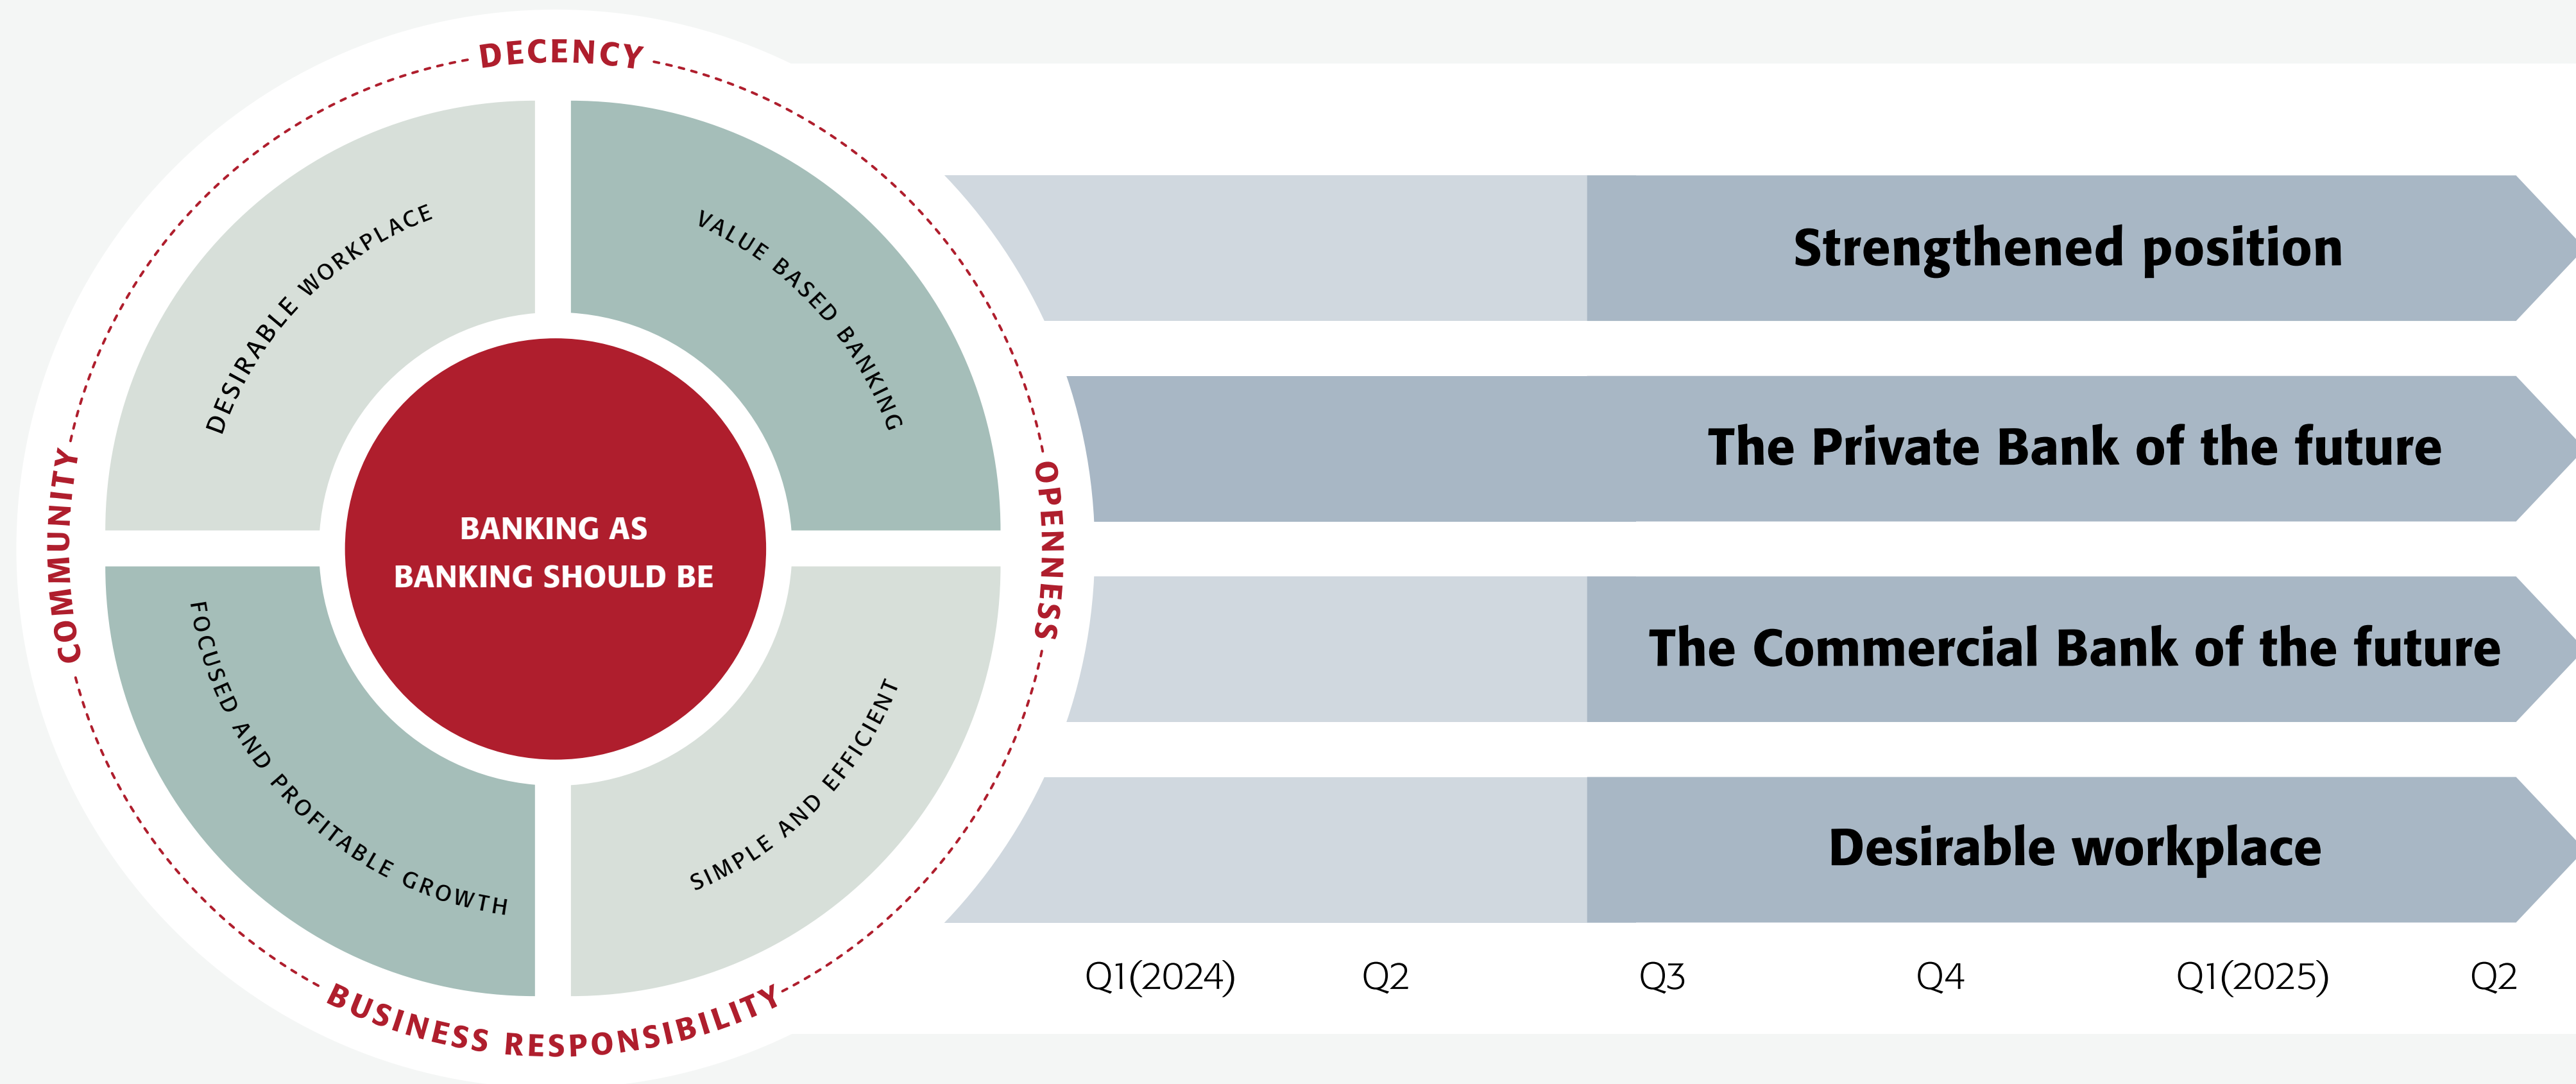 DECENCY
DESIRABLE WORKPLACE
VALUE BASED BANKING
COMMUNITY
OPENNESS
BANKING AS
BANKING SHOULD BE
FOCUSED AND PROFITABLE GROWTH
SIMPLE AND EFFICIENT
BUSINESS RESPONSIBILITY
Strengthened position
The Private Bank of the future
The Commercial Bank of the future
Desirable workplace
Q1(2024) Q2 Q3 Q4 Q1(2025) Q2